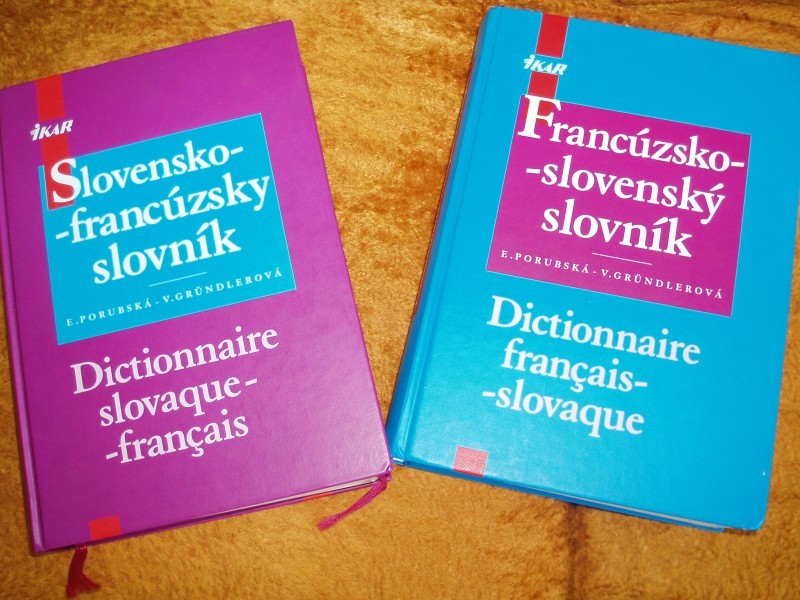 IKAR
Slovensko-
-francúzsky
slovník
E. PORUBSKÁ - V. GRÜNDLEROVÁ
Dictionnaire
slovaque-
-français
IKAR
Francúzsko-
-slovenský
slovník
E. PORUBSKÁ - V. GRÜNDLEROVÁ
Dictionnaire
français-
-slovaque